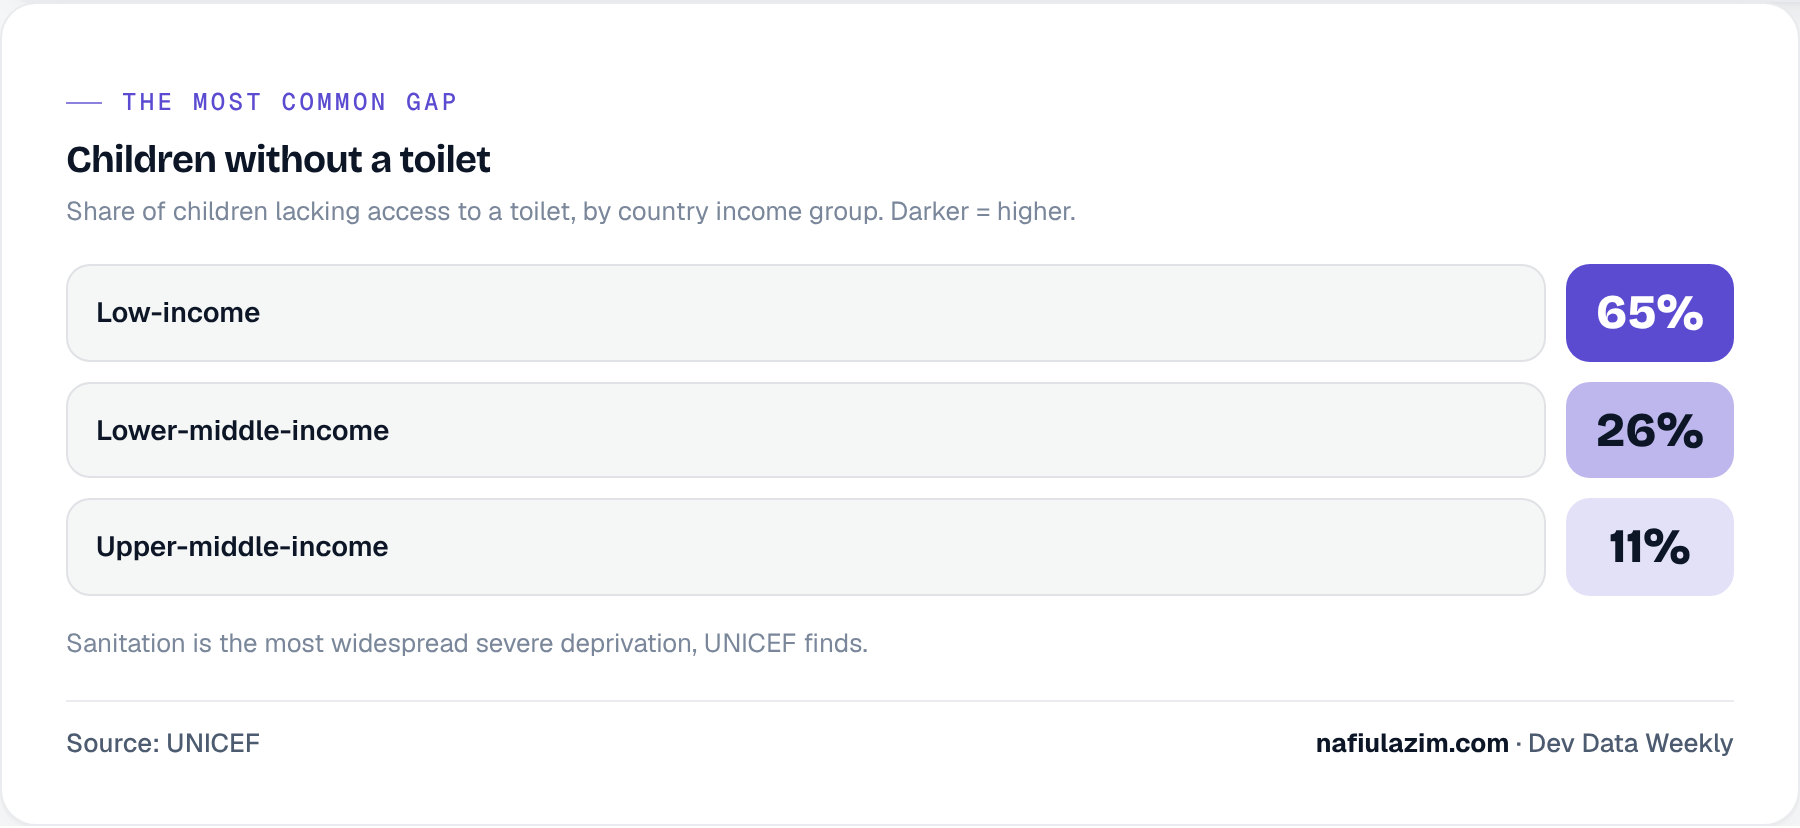 THE MOST COMMON GAP
Children without a toilet
Share of children lacking access to a toilet, by country income group. Darker = higher.
Low-income 65%
Lower-middle-income 26%
Upper-middle-income 11%
Sanitation is the most widespread severe deprivation, UNICEF finds.
Source: UNICEF nafiulazim.com · Dev Data Weekly